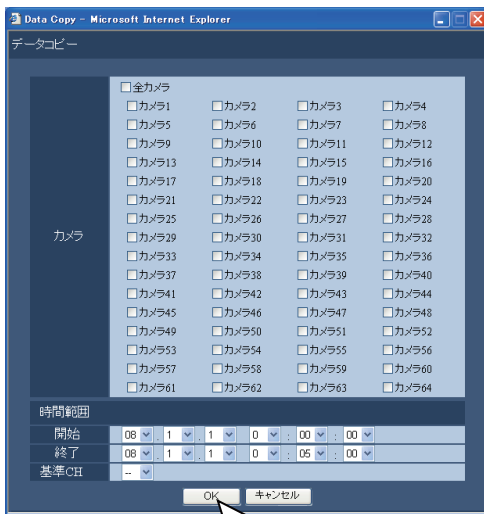 Data Copy - Microsoft Internet Explorer
データコピー
全カメラ
カメラ1 カメラ2 カメラ3 カメラ4
カメラ5 カメラ6 カメラ7 カメラ8
カメラ9 カメラ10 カメラ11 カメラ12
カメラ13 カメラ14 カメラ15 カメラ16
カメラ17 カメラ18 カメラ19 カメラ20
カメラ21 カメラ22 カメラ23 カメラ24
カメラ25 カメラ26 カメラ27 カメラ28
カメラ
カメラ29 カメラ30 カメラ31 カメラ32
カメラ33 カメラ34 カメラ35 カメラ36
カメラ37 カメラ38 カメラ39 カメラ40
カメラ41 カメラ42 カメラ43 カメラ44
カメラ45 カメラ46 カメラ47 カメラ48
カメラ49 カメラ50 カメラ51 カメラ52
カメラ53 カメラ54 カメラ55 カメラ56
カメラ57 カメラ58 カメラ59 カメラ60
カメラ61 カメラ62 カメラ63 カメラ64
時間範囲
開始 08 . 1 . 1 0 : 00 : 00
終了 08 . 1 . 1 0 : 05 : 00
基準CH --
OK キャンセル